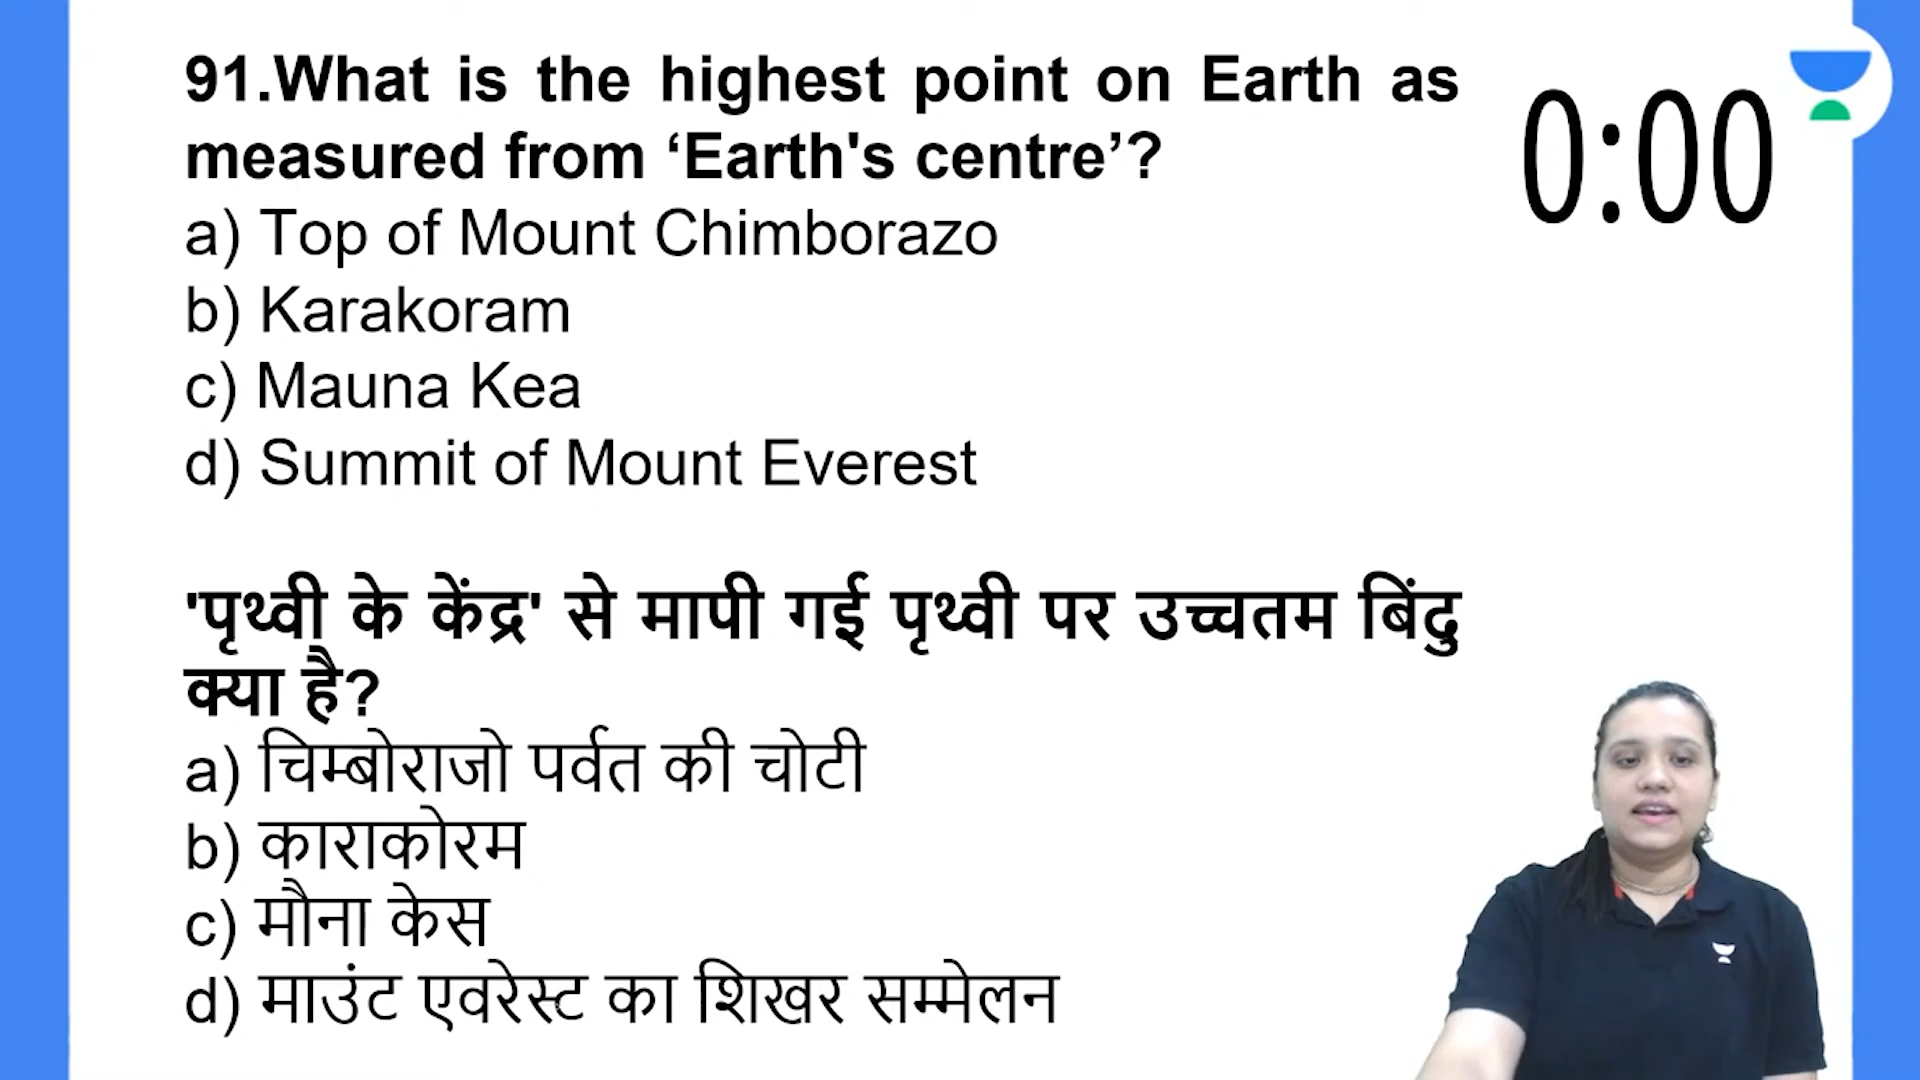 91.What is the highest point on Earth as
measured from ‘Earth's centre’?
0:00
a) Top of Mount Chimborazo
b) Karakoram
c) Mauna Kea
d) Summit of Mount Everest
'पृथ्वी के केंद्र' से मापी गई पृथ्वी पर उच्चतम बिंदु
क्या है?
a) चिम्बोराजो पर्वत की चोटी
b) काराकोरम
c) मौना केस
d) माउंट एवरेस्ट का शिखर सम्मेलन